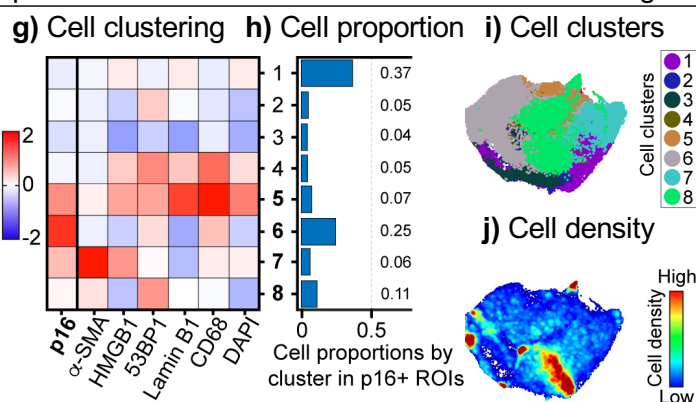 g) Cell clustering h) Cell proportion i) Cell clusters
2
0
-2
1
2
3
4
5
6
7
8
p16
α-SMA
HMGB1
53BP1
Lamin B1
CD68
DAPI
0.37
0.05
0.04
0.05
0.07
0.25
0.06
0.11
0 0.5
Cell proportions by
cluster in p16+ ROIs
Cell clusters
1
2
3
4
5
6
7
8
j) Cell density
High
Cell density
Low